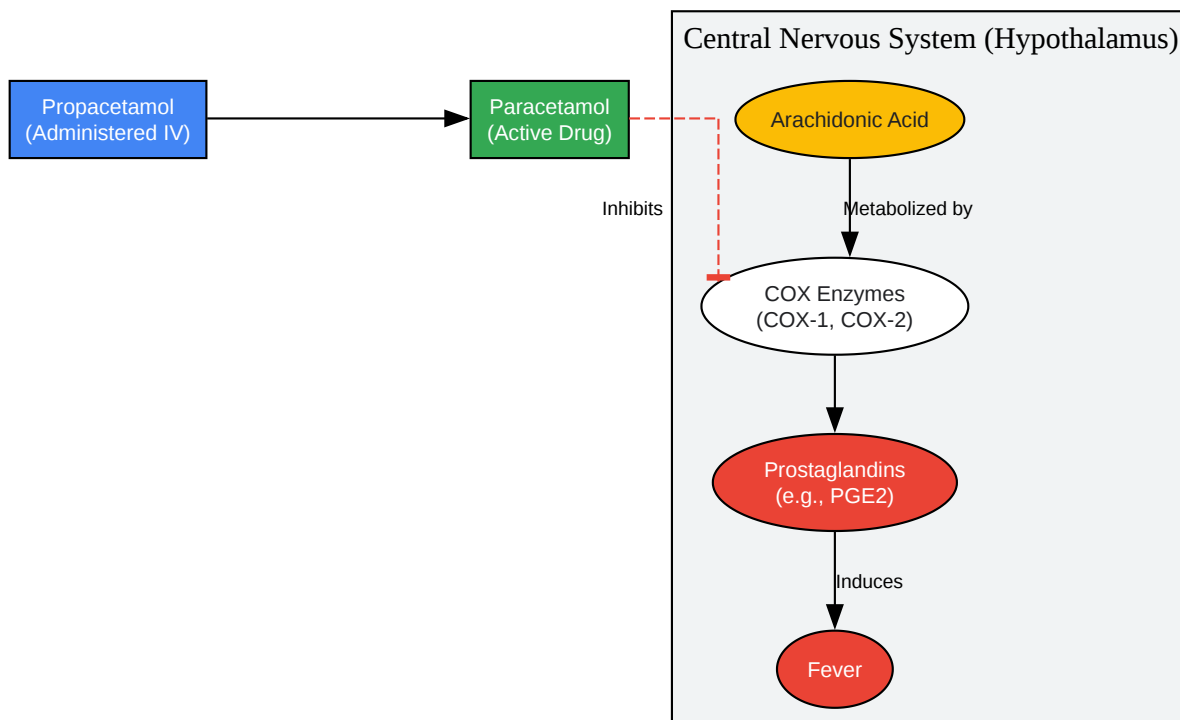 Central Nervous System (Hypothalamus)
Propacetamol
(Administered IV)
Paracetamol
(Active Drug)
Arachidonic Acid
Inhibits
Metabolized by
COX Enzymes
(COX-1, COX-2)
Prostaglandins
(e.g., PGE2)
Induces
Fever